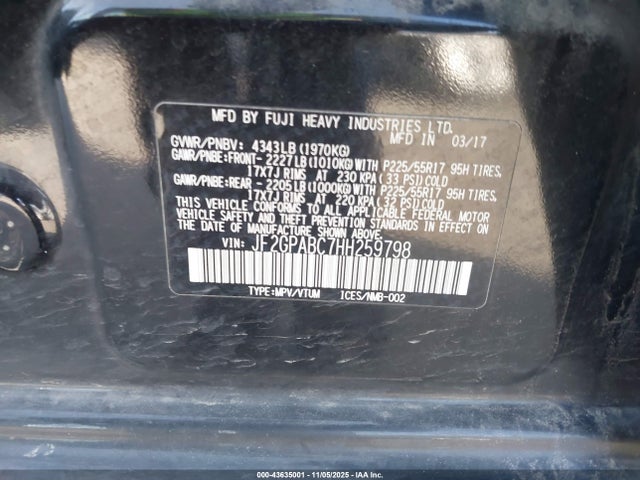 MFD BY FUJI HEAVY INDUSTRIES LTD.
GVWR/PNBV: 4343LB (1970KG) MFD IN 03/17
GAWR/PNBE:FRONT- 2227LB(1010KG)WITH P225/55R17 95H TIRES,
17X7J RIMS AT 230 KPA(33 PSI)COLD
GAWR/PNBE:REAR - 2205LB(1000KG)WITH P225/55R17 95H TIRES,
17X7J RIMS AT 220 KPA(32 PSI)COLD
THIS VEHICLE CONFORMS TO ALL APPLICABLE FEDERAL MOTOR
VEHICLE SAFETY AND THEFT PREVENTION STANDARDS IN EFFECT ON
THE DATE OF MANUFACTURE SHOWN ABOVE.
VIN: JF2GPABC7HH259798
TYPE:MPV/VTUM ICES/NMB-002
000-43635001 - 11/05/2025 - IAA Inc.